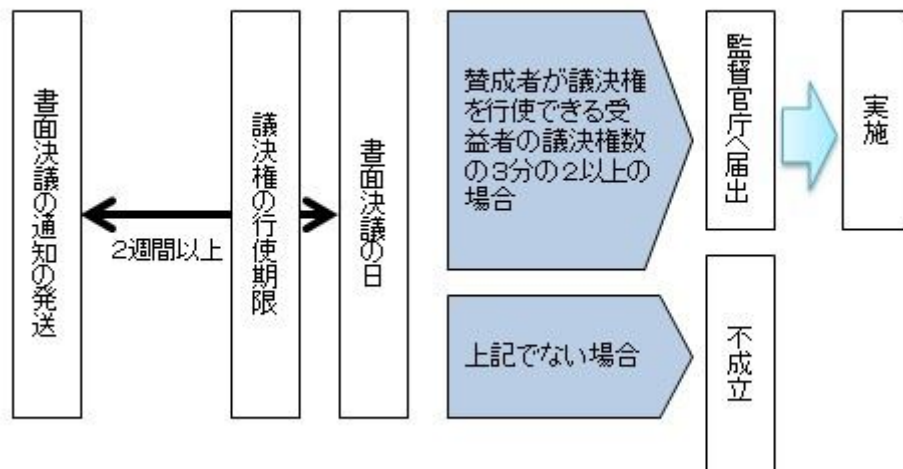 書面決議の通知の発送
2週間以上
議決権の行使期限
書面決議の日
賛成者が議決権
を行使できる受
益者の議決権数
の3分の2以上の
場合
監督官庁へ届出
実施
上記でない場合
不成立